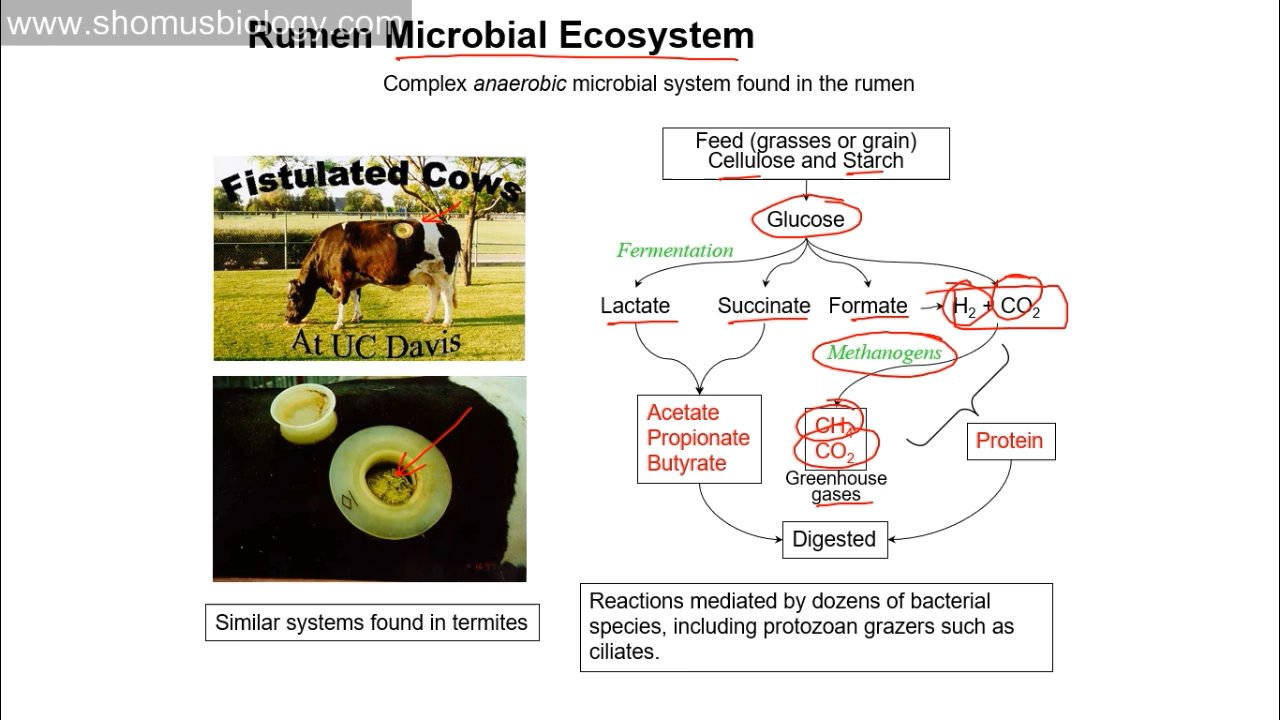 www.shomusbiology.com
Rumen Microbial Ecosystem
Complex anaerobic microbial system found in the rumen
Fistulated Cows
At UC Davis
Similar systems found in termites
Feed (grasses or grain)
Cellulose and Starch
Glucose
Fermentation
Lactate Succinate Formate H₂ + CO₂
Methanogens
Acetate
Propionate
Butyrate
CH₄
CO₂
Greenhouse
gases
Protein
Digested
Reactions mediated by dozens of bacterial
species, including protozoan grazers such as
ciliates.